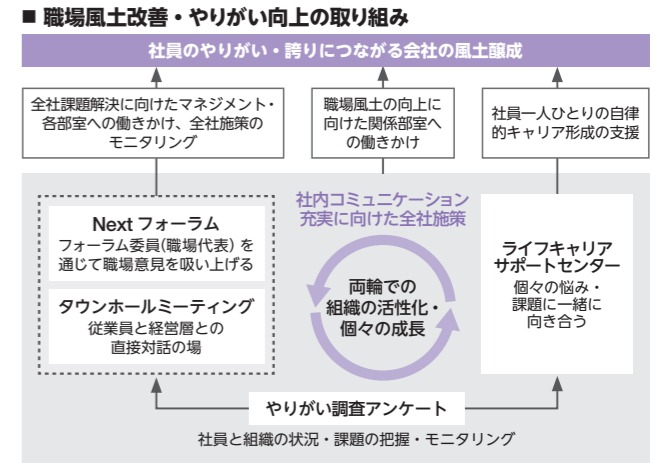 ■ 職場風土改善・やりがい向上の取り組み
社員のやりがい・誇りにつながる会社の風土醸成
全社課題解決に向けたマネジメント・
各部室への働きかけ、全社施策の
モニタリング
職場風土の向上に
向けた関係部室へ
の働きかけ
社員一人ひとりの自律
的キャリア形成の支援
Next フォーラム
フォーラム委員(職場代表) を
通じて職場意見を吸い上げる
タウンホールミーティング
従業員と経営層との
直接対話の場
社内コミュニケーション
充実に向けた全社施策
両輪での
組織の活性化・
個々の成長
ライフキャリア
サポートセンター
個々の悩み・
課題に一緒に
向き合う
やりがい調査アンケート
社員と組織の状況・課題の把握・モニタリング